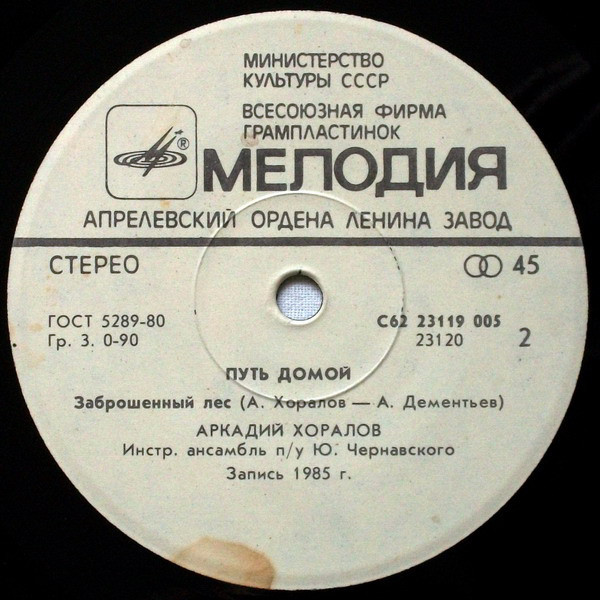 МИНИСТЕРСТВО
КУЛЬТУРЫ СССР
ВСЕСОЮЗНАЯ ФИРМА
ГРАМПЛАСТИНОК
® МЕЛОДИЯ
АПРЕЛЕВСКИЙ ОРДЕНА ЛЕНИНА ЗАВОД
СТЕРЕО 45
ГОСТ 5289-80 С62 23119 005
Гр. 3. 0-90 23120 2
ПУТЬ ДОМОЙ
Заброшенный лес (А. Хоралов — А. Дементьев)
АРКАДИЙ ХОРАЛОВ
Инстр. ансамбль п/у Ю. Чернавского
Запись 1985 г.